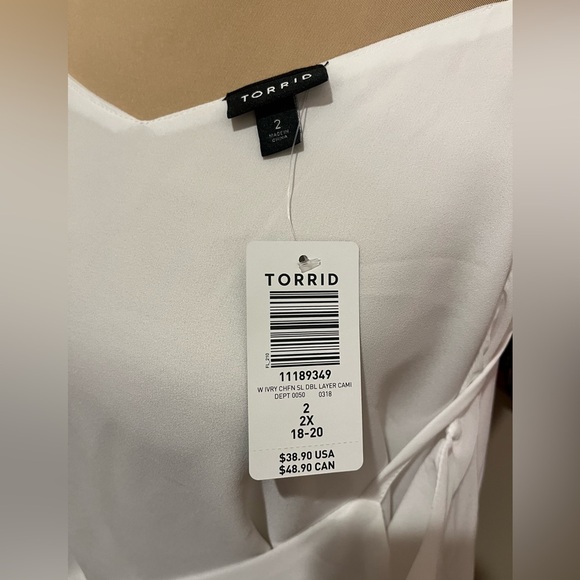 TORRID
2
MADE IN
CHINA
TORRID
FL_210
11189349
W IVRY CHFN SL DBL LAYER CAMI
DEPT 0050 0318
2
2X
18-20
$38.90 USA
$48.90 CAN